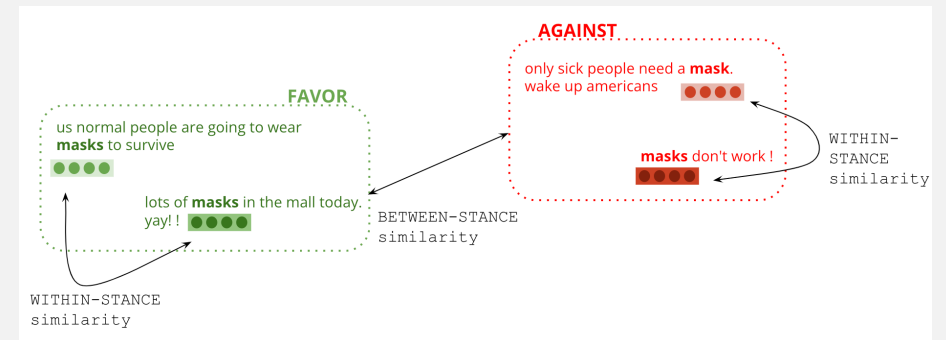 FAVOR
us normal people are going to wear
masks to survive
lots of masks in the mall today.
yay! !
WITHIN-STANCE
similarity
BETWEEN-STANCE
similarity
AGAINST
only sick people need a mask.
wake up americans
masks don't work !
WITHIN-
STANCE
similarity